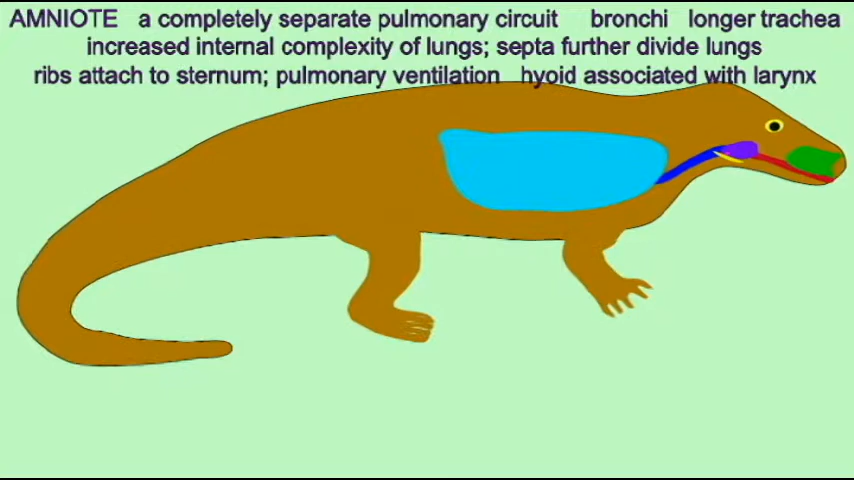 AMNIOTE a completely separate pulmonary circuit bronchi longer trachea
increased internal complexity of lungs; septa further divide lungs
ribs attach to sternum; pulmonary ventilation hyoid associated with larynx